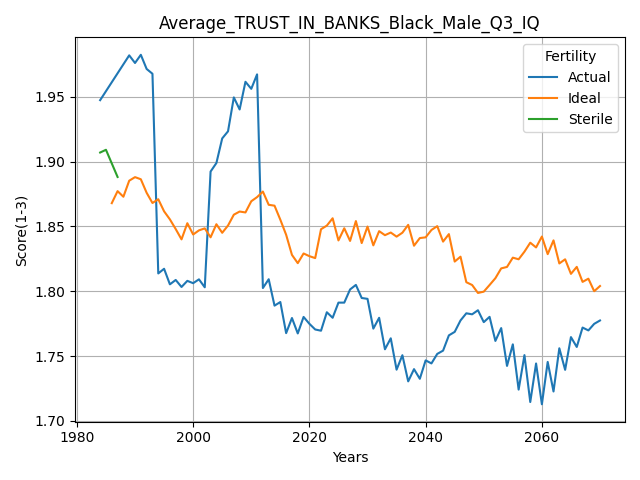 Average_TRUST_IN_BANKS_Black_Male_Q3_IQ
Fertility
Actual
Ideal
Sterile
Score(1-3)
1.95
1.90
1.85
1.80
1.75
1.70
1980
2000
2020
2040
2060
Years